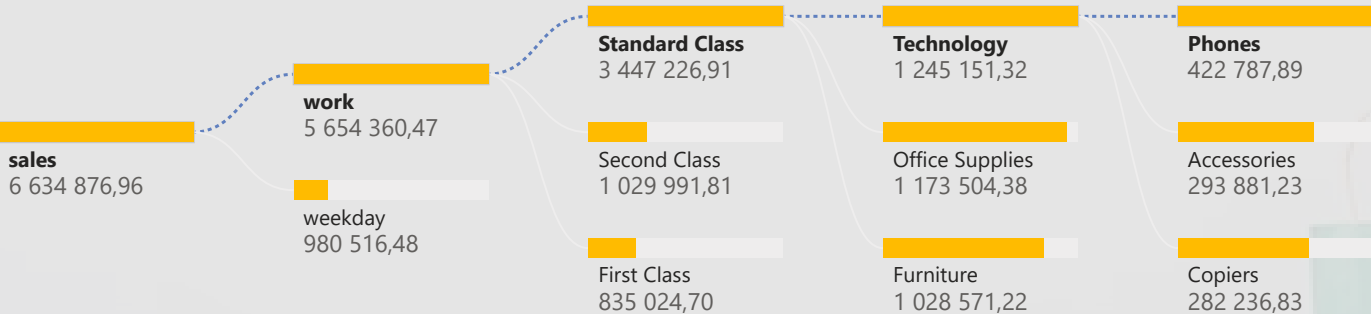 sales
6 634 876,96
work
5 654 360,47
weekday
980 516,48
Standard Class
3 447 226,91
Second Class
1 029 991,81
First Class
835 024,70
Technology
1 245 151,32
Office Supplies
1 173 504,38
Furniture
1 028 571,22
Phones
422 787,89
Accessories
293 881,23
Copiers
282 236,83